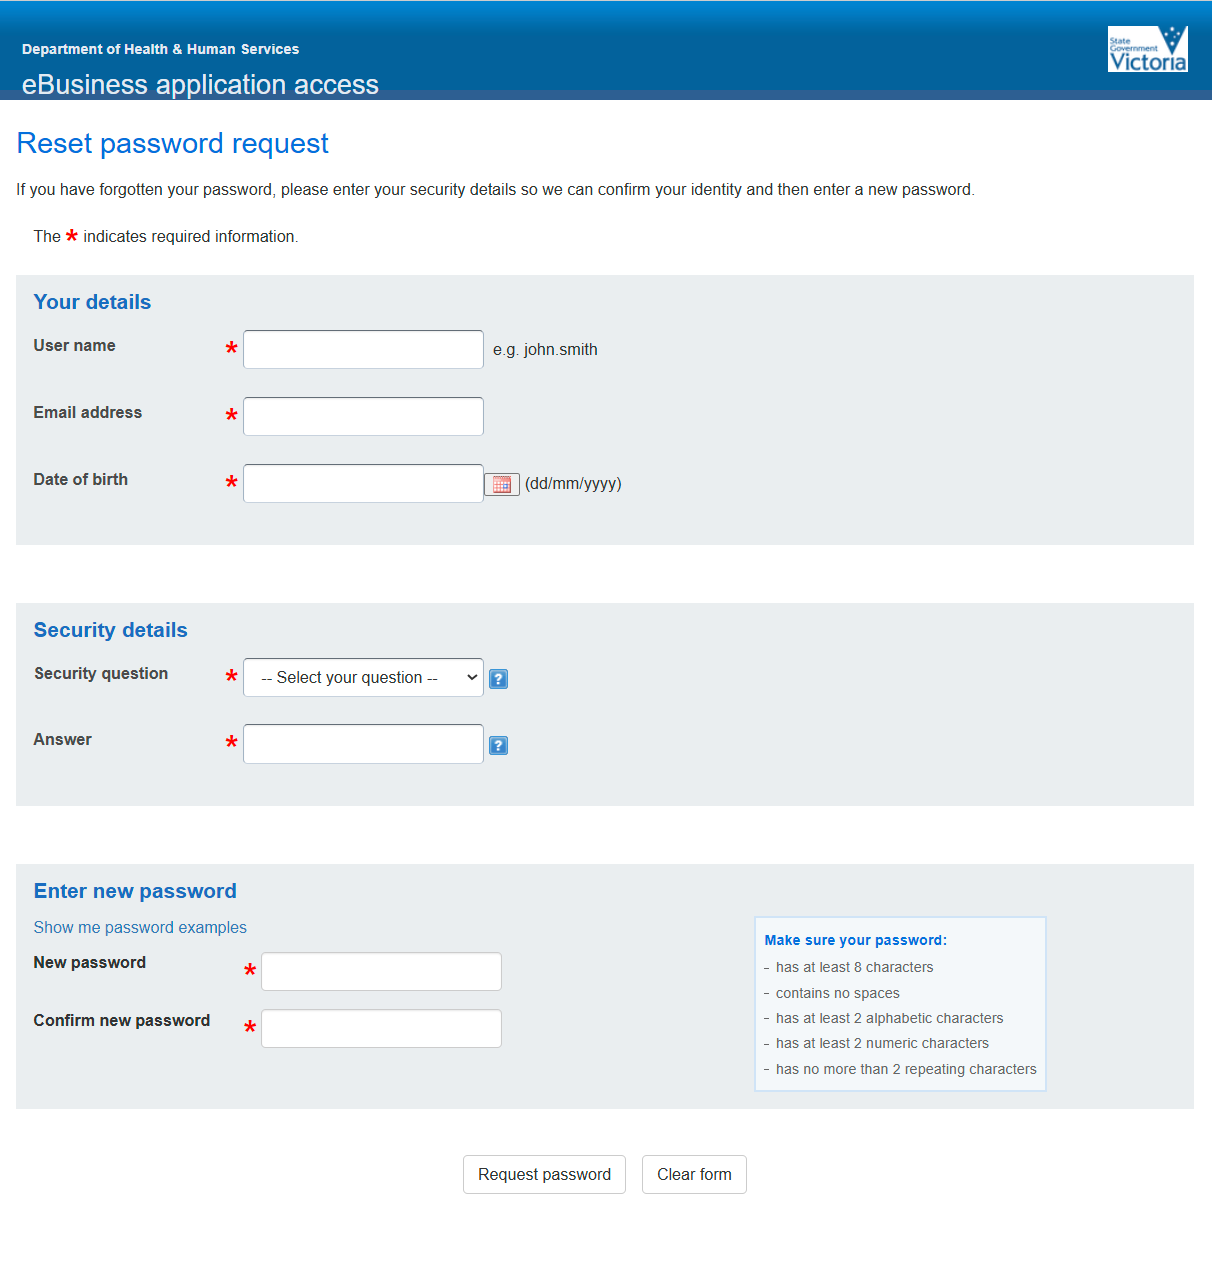 Department of Health & Human Services
eBusiness application access
State
Government
Victoria
Reset password request
If you have forgotten your password, please enter your security details so we can confirm your identity and then enter a new password.
The * indicates required information.
Your details
User name * e.g. john.smith
Email address *
Date of birth * (dd/mm/yyyy)
Security details
Security question * -- Select your question -- ?
Answer * ?
Enter new password
Show me password examples
New password *
Confirm new password *
Make sure your password:
- has at least 8 characters
- contains no spaces
- has at least 2 alphabetic characters
- has at least 2 numeric characters
- has no more than 2 repeating characters
Request password Clear form